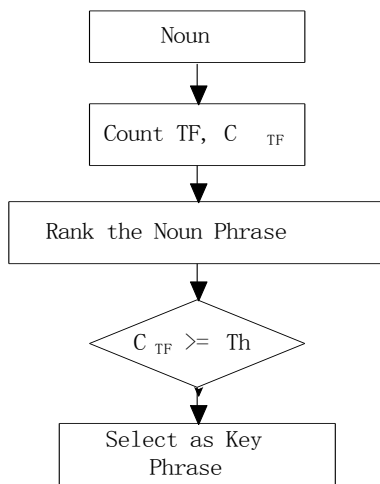 Noun
Count TF, C TF
Rank the Noun Phrase
C TF >= Th
Select as Key
Phrase